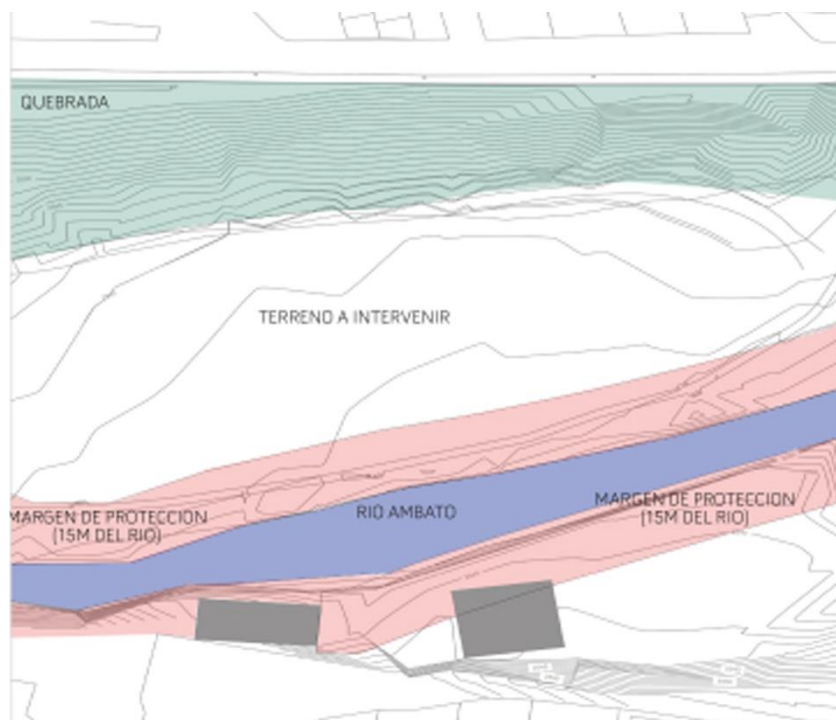 QUEBRADA
TERRENO A INTERVENIR
RIO AMBATO
MARGEN DE PROTECCION
(15M DEL RIO)
MARGEN DE PROTECCION
(15M DEL RIO)